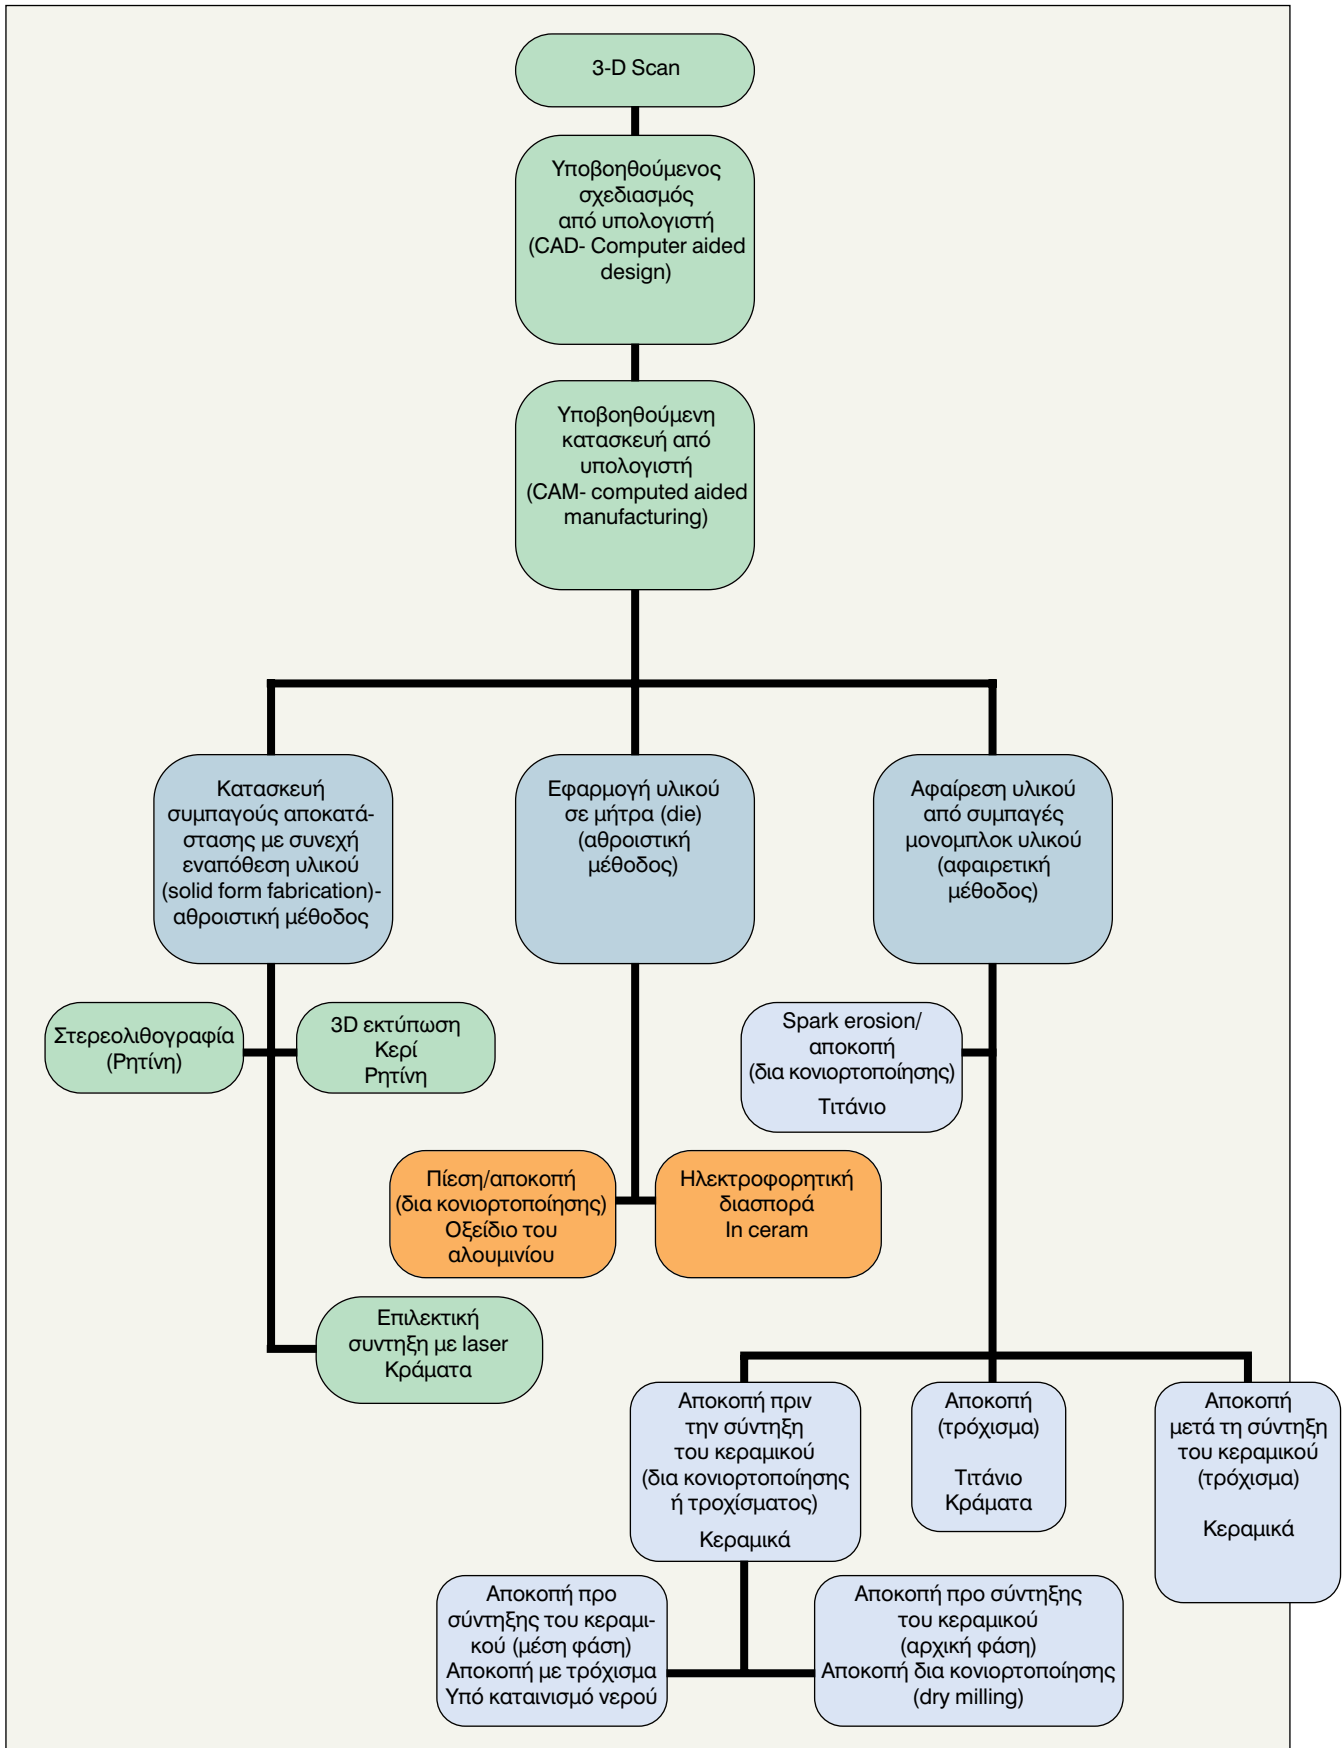 3-D Scan
Υποβοηθούμενος
σχεδιασμός
από υπολογιστή
(CAD- Computer aided
design)
Υποβοηθούμενη
κατασκευή από
υπολογιστή
(CAM- computed aided
manufacturing)
Κατασκευή
συμπαγούς αποκατά-
στασης με συνεχή
εναπόθεση υλικού
(solid form fabrication)-
αθροιστική μέθοδος
Εφαρμογή υλικού
σε μήτρα (die)
(αθροιστική
μέθοδος)
Αφαίρεση υλικού
από συμπαγές
μονομπλοκ υλικού
(αφαιρετική
μέθοδος)
Στερεολιθογραφία
(Ρητίνη)
3D εκτύπωση
Κερί
Ρητίνη
Spark erosion/
αποκοπή
(δια κονιορτοποίησης)
Τιτάνιο
Πίεση/αποκοπή
(δια κονιορτοποίησης)
Οξείδιο του
αλουμινίου
Ηλεκτροφορητική
διασπορά
In ceram
Επιλεκτική
συντηξη με laser
Κράματα
Αποκοπή πριν
την σύντηξη
του κεραμικού
(δια κονιορτοποίησης
ή τροχίσματος)
Κεραμικά
Αποκοπή
(τρόχισμα)
Τιτάνιο
Κράματα
Αποκοπή
μετά τη σύντηξη
του κεραμικού
(τρόχισμα)
Κεραμικά
Αποκοπή προ
σύντηξης του κεραμι-
κού (μέση φάση)
Αποκοπή με τρόχισμα
Υπό καταινισμό νερού
Αποκοπή προ σύντηξης
του κεραμικού
(αρχική φάση)
Αποκοπή δια κονιορτοποίησης
(dry milling)